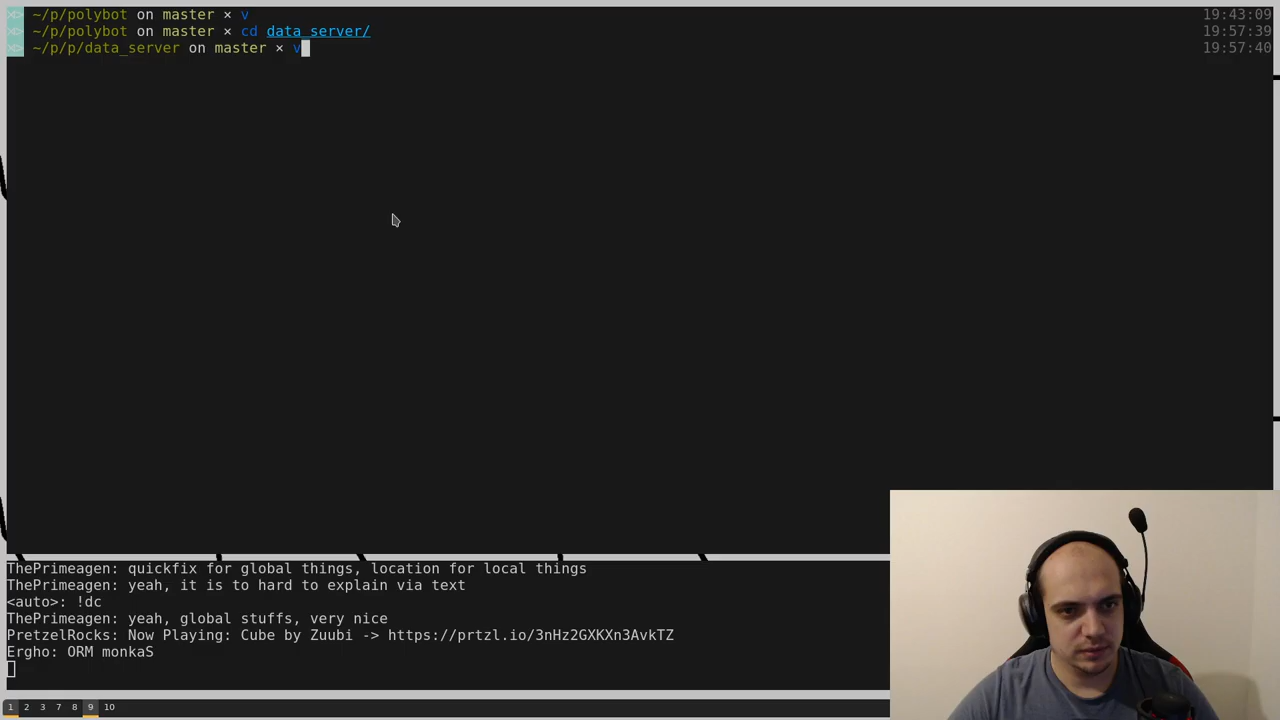 ~/p/polybot on master × v 19:43:09
~/p/polybot on master × cd data_server/ 19:57:39
~/p/p/data_server on master × v 19:57:40
ThePrimeagen: quickfix for global things, location for local things
ThePrimeagen: yeah, it is to hard to explain via text
<auto>: !dc
ThePrimeagen: yeah, global stuffs, very nice
PretzelRocks: Now Playing: Cube by Zuubi -> https://prtzl.io/3nHz2GXKXn3AvkTZ
Ergho: ORM monkaS
1 2 3 7 8 9 10